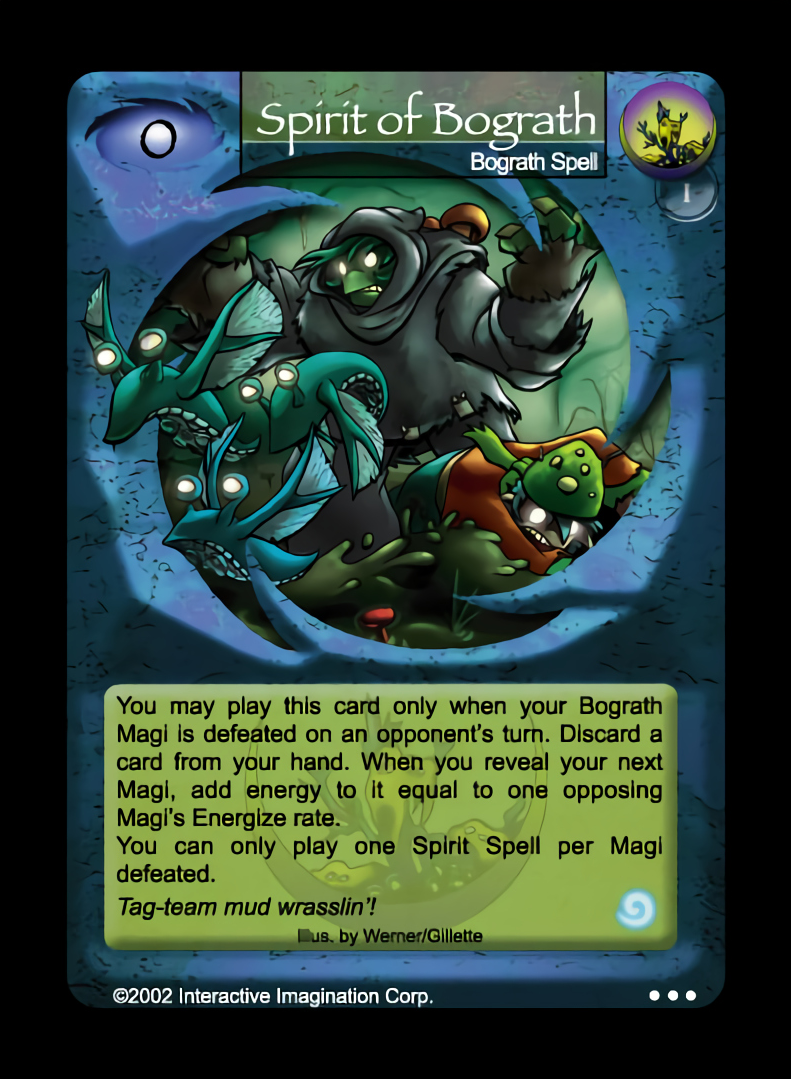 0
Spirit of Bograth
Bograth Spell
I
You may play this card only when your Bograth
Magi is defeated on an opponent's turn. Discard a
card from your hand. When you reveal your next
Magi, add energy to it equal to one opposing
Magi's Energize rate.
You can only play one Spirit Spell per Magi
defeated.
Tag-team mud wrasslin'!
Illus. by Werner/Gillette
©2002 Interactive Imagination Corp.